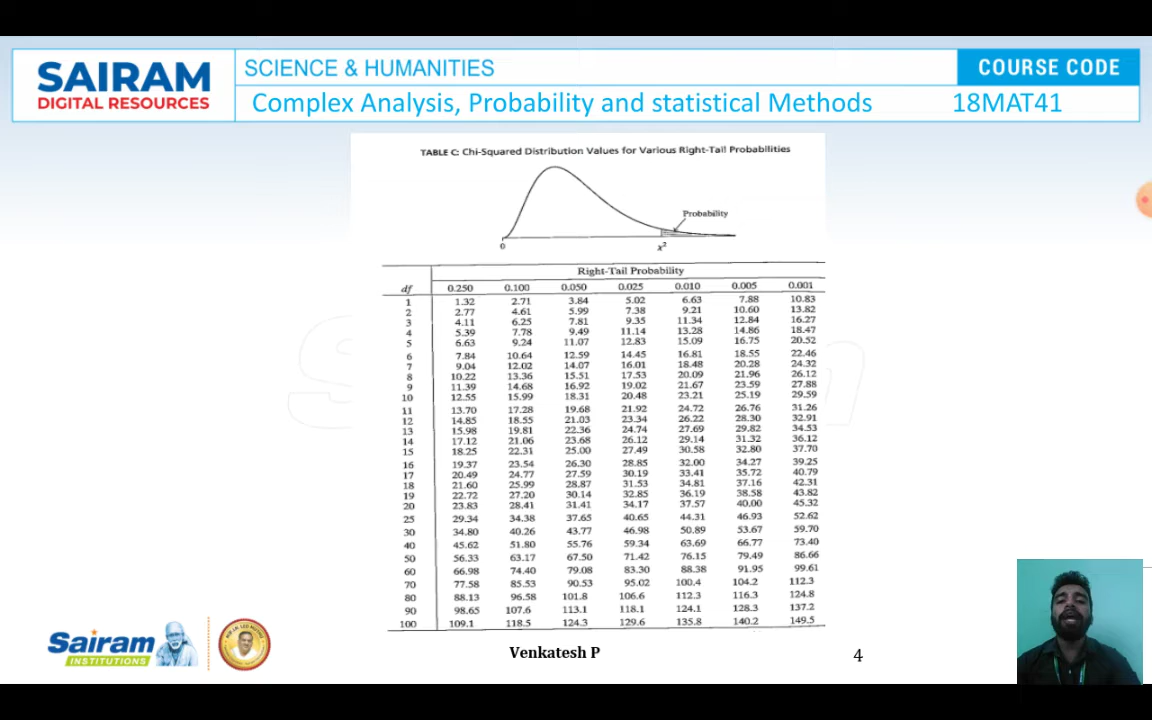 SAIRAM
DIGITAL RESOURCES
SCIENCE & HUMANITIES
COURSE CODE
Complex Analysis, Probability and statistical Methods 18MAT41
TABLE C: Chi-Squared Distribution Values for Various Right-Tail Probabilities
Probability
0 x²
Right-Tail Probability
df 0.250 0.100 0.050 0.025 0.010 0.005 0.001
1 1.32 2.71 3.84 5.02 6.63 7.88 10.83
2 2.77 4.61 5.99 7.38 9.21 10.60 13.82
3 4.11 6.25 7.81 9.35 11.34 12.84 16.27
4 5.39 7.78 9.49 11.14 13.28 14.86 18.47
5 6.63 9.24 11.07 12.83 15.09 16.75 20.52
6 7.84 10.64 12.59 14.45 16.81 18.55 22.46
7 9.04 12.02 14.07 16.01 18.48 20.28 24.32
8 10.22 13.36 15.51 17.53 20.09 21.96 26.12
9 11.39 14.68 16.92 19.02 21.67 23.59 27.88
10 12.55 15.99 18.31 20.48 23.21 25.19 29.59
11 13.70 17.28 19.68 21.92 24.72 26.76 31.26
12 14.85 18.55 21.03 23.34 26.22 28.30 32.91
13 15.98 19.81 22.36 24.74 27.69 29.82 34.53
14 17.12 21.06 23.68 26.12 29.14 31.32 36.12
15 18.25 22.31 25.00 27.49 30.58 32.80 37.70
16 19.37 23.54 26.30 28.85 32.00 34.27 39.25
17 20.49 24.77 27.59 30.19 33.41 35.72 40.79
18 21.60 25.99 28.87 31.53 34.81 37.16 42.31
19 22.72 27.20 30.14 32.85 36.19 38.58 43.82
20 23.83 28.41 31.41 34.17 37.57 40.00 45.32
25 29.34 34.38 37.65 40.65 44.31 46.93 52.62
30 34.80 40.26 43.77 46.98 50.89 53.67 59.70
40 45.62 51.80 55.76 59.34 63.69 66.77 73.40
50 56.33 63.17 67.50 71.42 76.15 79.49 86.66
60 66.98 74.40 79.08 83.30 88.38 91.95 99.61
70 77.58 85.53 90.53 95.02 100.4 104.2 112.3
80 88.13 96.58 101.8 106.6 112.3 116.3 124.8
90 98.65 107.6 113.1 118.1 124.1 128.3 137.2
100 109.1 118.5 124.3 129.6 135.8 140.2 149.5
Sairam
INSTITUTIONS
Venkatesh P
4